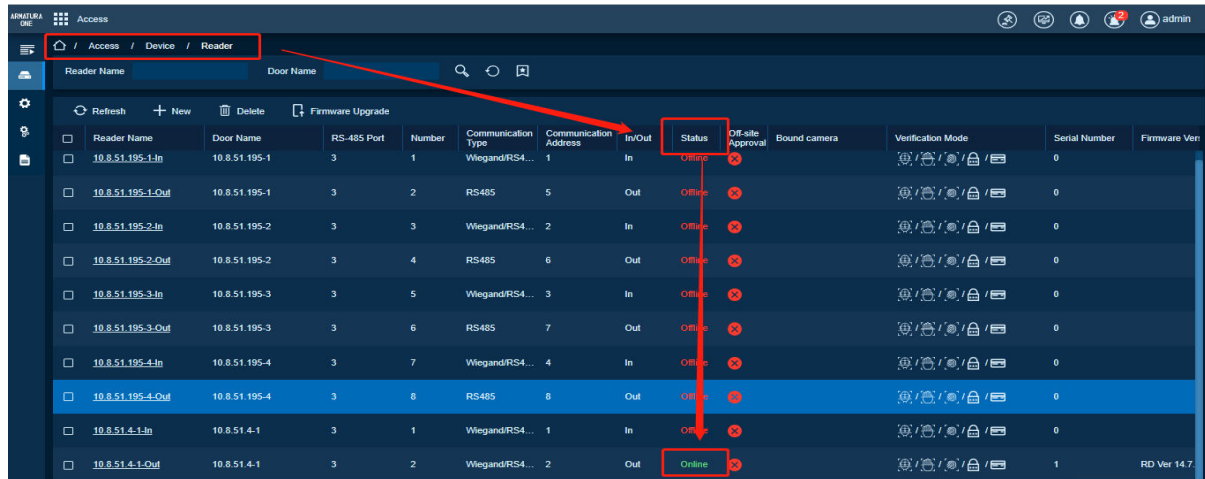 ARMATURA ONE Access 2 admin
/ Access / Device / Reader
Reader Name Door Name
Refresh New Delete Firmware Upgrade
Reader Name Door Name RS-485 Port Number Communication Type Communication Address In/Out Status Off-site Approval Bound camera Verification Mode Serial Number Firmware Vers
10.8.51.195-1-In 10.8.51.195-1 3 1 Wiegand/RS4... 1 In Offline / / / / 0
10.8.51.195-1-Out 10.8.51.195-1 3 2 RS485 5 Out Offline / / / / 0
10.8.51.195-2-In 10.8.51.195-2 3 3 Wiegand/RS4... 2 In Offline / / / / 0
10.8.51.195-2-Out 10.8.51.195-2 3 4 RS485 6 Out Offline / / / / 0
10.8.51.195-3-In 10.8.51.195-3 3 5 Wiegand/RS4... 3 In Offline / / / / 0
10.8.51.195-3-Out 10.8.51.195-3 3 6 RS485 7 Out Offline / / / / 0
10.8.51.195-4-In 10.8.51.195-4 3 7 Wiegand/RS4... 4 In Offline / / / / 0
10.8.51.195-4-Out 10.8.51.195-4 3 8 RS485 8 Out Offline / / / / 0
10.8.51.4-1-In 10.8.51.4-1 3 1 Wiegand/RS4... 1 In Offline / / / / 0
10.8.51.4-1-Out 10.8.51.4-1 3 2 Wiegand/RS4... 2 Out Online / / / / 1 RD Ver 14.7.